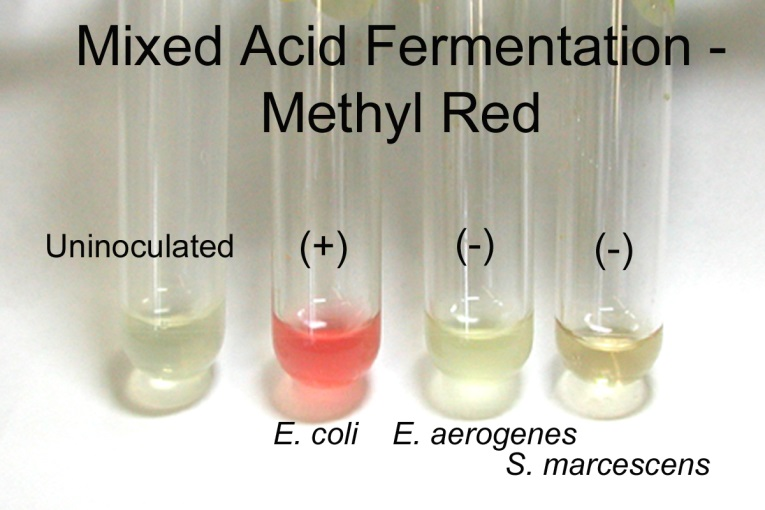 Mixed Acid Fermentation -
Methyl Red
Uninoculated (+) (-) (-)
E. coli E. aerogenes
S. marcescens